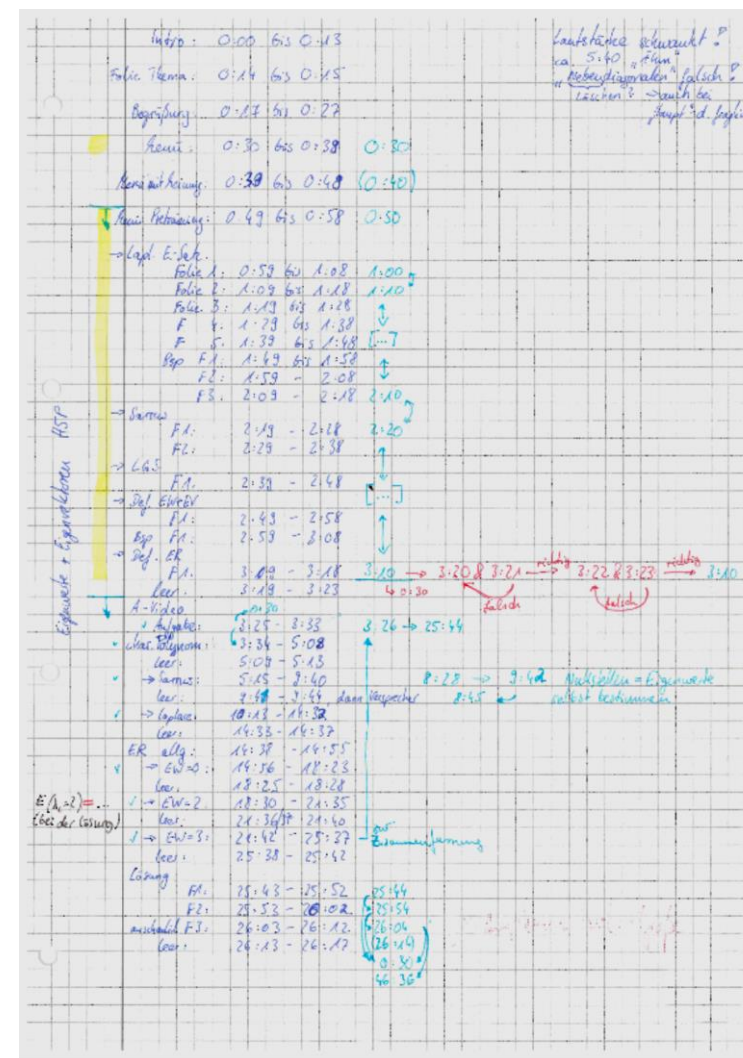 Intro : 0:00 bis 0:13
Lautstärke schwankt !
ca. 5:40 „Ähm"
Folie Thema : 0:14 bis 0:15
„Nebendiagonalen" falsch ?
Löschen ? → auch bei
Begrüßung : 0:17 bis 0:27
„Haupt"d.
Menü : 0:30 bis 0:38 0:30
Menü mit : 0:39 bis 0:48 (0:40)
Menü : 0:49 bis 0:58 0:50
→ Lapl. E-Satz.
Folie 1 : 0:59 bis 1:08 1:00
Folie 2 : 1:09 bis 1:18 1:10
Folie 3 : 1:19 bis 1:28
F 4 : 1:29 bis 1:38
F 5 : 1:39 bis 1:48 [...]
Bsp F1 : 1:49 bis 1:58
F2 : 1:59 - 2:08
F3 : 2:09 - 2:18 2:10
→ Sarrus
F1 : 2:19 - 2:28 2:20
F2 : 2:29 - 2:38
→ LGS
F1 : 2:39 - 2:48 [...]
→ Def. EW+EV
F1 : 2:49 - 2:58
Bsp F1 : 2:59 - 3:08
→ Def. ER
F1 : 3:09 - 3:18 3:10 → 3:20 & 3:21 richtig → 3:22 & 3:23 richtig → 3:10
leer : 3:19 - 3:23 ↳ 0:30 falsch falsch
Eigenwerte + Eigenvektoren HSP
A-Video 0:30
Aufgabe : 3:25 - 3:33 3:26 → 25:44
char. Polynom : 3:34 - 5:08
leer : 5:09 - 5:13
→ Sarrus : 5:15 - 9:40 8:28 → 9:42 Nullstellen = Eigenwerte
leer : 9:41 - 9:44, dann Versprecher 8:45 selbst bestimmen
→ Laplace : 10:13 - 14:32
leer : 14:33 - 14:37
ER allg : 14:38 - 14:55
→ EW=0 : 14:56 - 18:23
leer : 18:25 - 18:28
E(λ₂=2) = ...
→ EW=2 : 18:30 - 21:35
(bei der Lösung)
leer : 21:36/37 21:40
→ EW=3 : 21:42 - 25:37 zur Zusammenfassung
leer : 25:38 - 25:42
Lösung
F1 : 25:43 - 25:52 25:44
F2 : 25:53 - 26:02 25:54
anschaulich F3 : 26:03 - 26:12 26:04
leer : 26:13 - 26:17 (26:14)
0:30
46 36